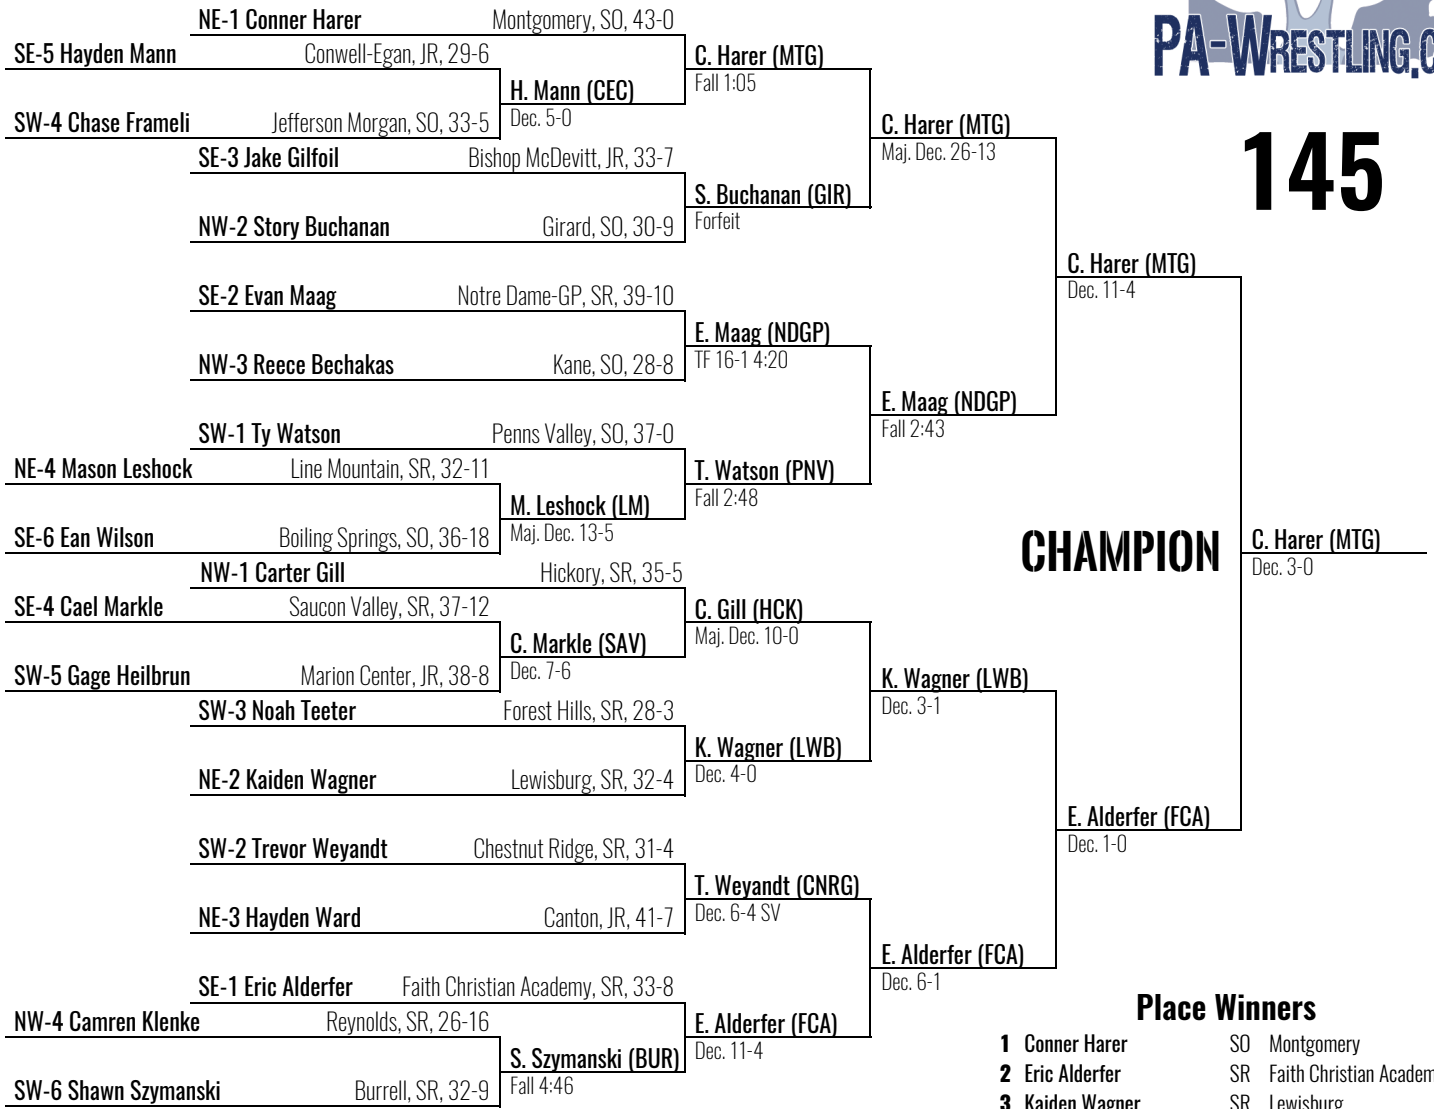 NE-1 Conner Harer Montgomery, SO, 43-0
SE-5 Hayden Mann Conwell-Egan, JR, 29-6
C. Harer (MTG)
Fall 1:05
H. Mann (CEC)
Dec. 5-0
SW-4 Chase Frameli Jefferson Morgan, SO, 33-5
C. Harer (MTG)
Maj. Dec. 26-13
SE-3 Jake Gilfoil Bishop McDevitt, JR, 33-7
S. Buchanan (GIR)
Forfeit
NW-2 Story Buchanan Girard, SO, 30-9
C. Harer (MTG)
Dec. 11-4
SE-2 Evan Maag Notre Dame-GP, SR, 39-10
E. Maag (NDGP)
TF 16-1 4:20
NW-3 Reece Bechakas Kane, SO, 28-8
E. Maag (NDGP)
Fall 2:43
SW-1 Ty Watson Penns Valley, SO, 37-0
NE-4 Mason Leshock Line Mountain, SR, 32-11
T. Watson (PNV)
Fall 2:48
M. Leshock (LM)
Maj. Dec. 13-5
SE-6 Ean Wilson Boiling Springs, SO, 36-18
CHAMPION
C. Harer (MTG)
Dec. 3-0
NW-1 Carter Gill Hickory, SR, 35-5
SE-4 Cael Markle Saucon Valley, SR, 37-12
C. Gill (HCK)
Maj. Dec. 10-0
C. Markle (SAV)
Dec. 7-6
SW-5 Gage Heilbrun Marion Center, JR, 38-8
K. Wagner (LWB)
Dec. 3-1
SW-3 Noah Teeter Forest Hills, SR, 28-3
K. Wagner (LWB)
Dec. 4-0
NE-2 Kaiden Wagner Lewisburg, SR, 32-4
E. Alderfer (FCA)
Dec. 1-0
SW-2 Trevor Weyandt Chestnut Ridge, SR, 31-4
T. Weyandt (CNRG)
Dec. 6-4 SV
NE-3 Hayden Ward Canton, JR, 41-7
E. Alderfer (FCA)
Dec. 6-1
SE-1 Eric Alderfer Faith Christian Academy, SR, 33-8
NW-4 Camren Klenke Reynolds, SR, 26-16
E. Alderfer (FCA)
Dec. 11-4
S. Szymanski (BUR)
Fall 4:46
SW-6 Shawn Szymanski Burrell, SR, 32-9
PA-WRESTLING.C
145
Place Winners
1 Conner Harer SO Montgomery
2 Eric Alderfer SR Faith Christian Academ
3 Kaiden Wagner SR Lewisburg